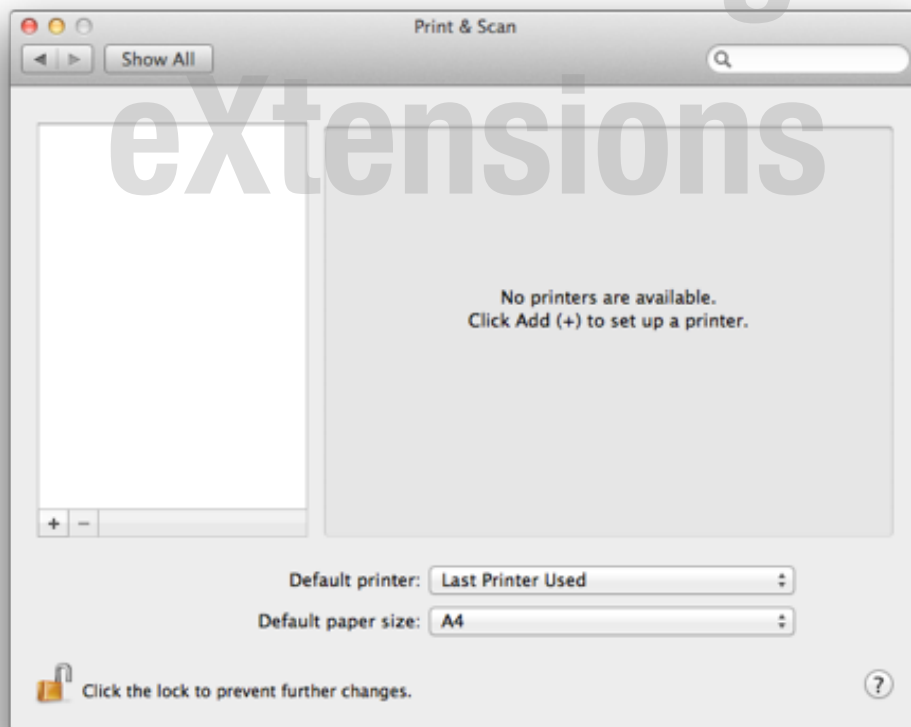 Print & Scan
Show All
eXtensions
No printers are available.
Click Add (+) to set up a printer.
+ −
Default printer: Last Printer Used
Default paper size: A4
Click the lock to prevent further changes.
?